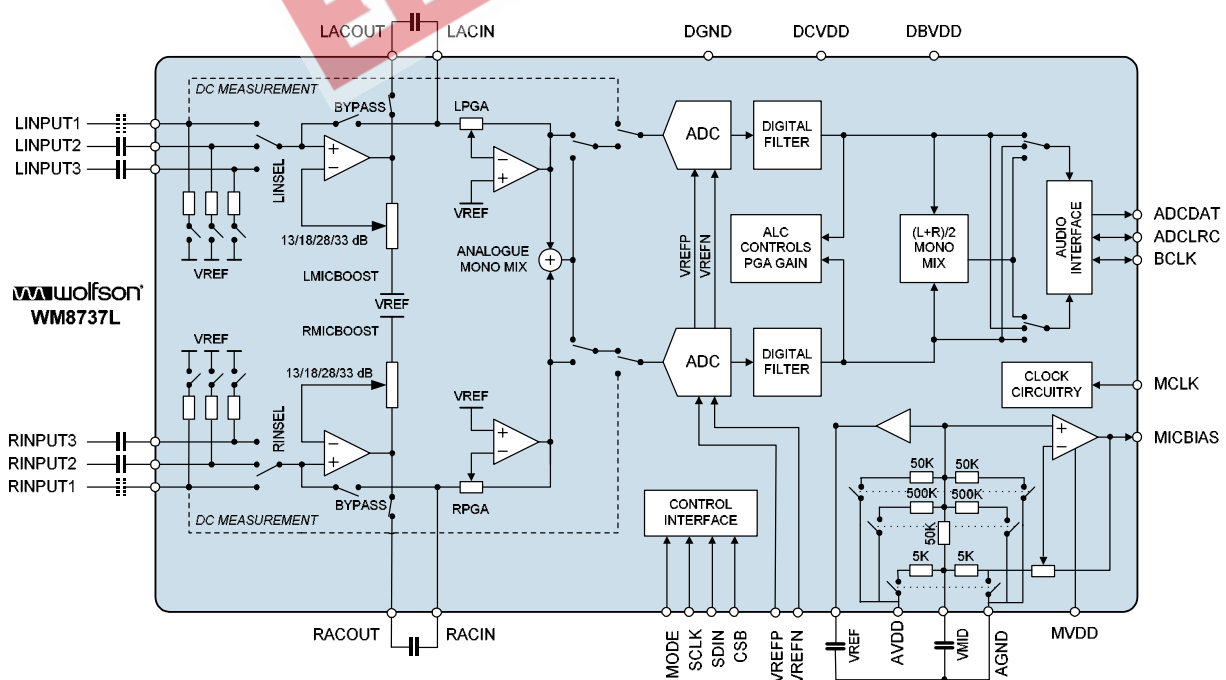 LACOUT LACIN DGND DCVDD DBVDD
DC MEASUREMENT
BYPASS LPGA
LINPUT1
LINPUT2
LINPUT3
LINSEL
ADC
DIGITAL
FILTER
VREF
13/18/28/33 dB
VREF
ANALOGUE
MONO MIX
VREFP
VREFN
ALC
CONTROLS
PGA GAIN
(L+R)/2
MONO
MIX
AUDIO
INTERFACE
ADCDAT
ADCLRC
BCLK
LMICBOOST
VREF
RMICBOOST
wolfson
WM8737L
VREF
13/18/28/33 dB
VREF
ADC
DIGITAL
FILTER
CLOCK
CIRCUITRY
MCLK
RINSEL
RINPUT3
RINPUT2
RINPUT1
BYPASS RPGA
DC MEASUREMENT
CONTROL
INTERFACE
MICBIAS
50K 50K
500K 500K
50K
5K 5K
RACOUT RACIN
MODE
SCLK
SDIN
CSB
VREFP
VREFN
VREF
AVDD
VMID
AGND
MVDD